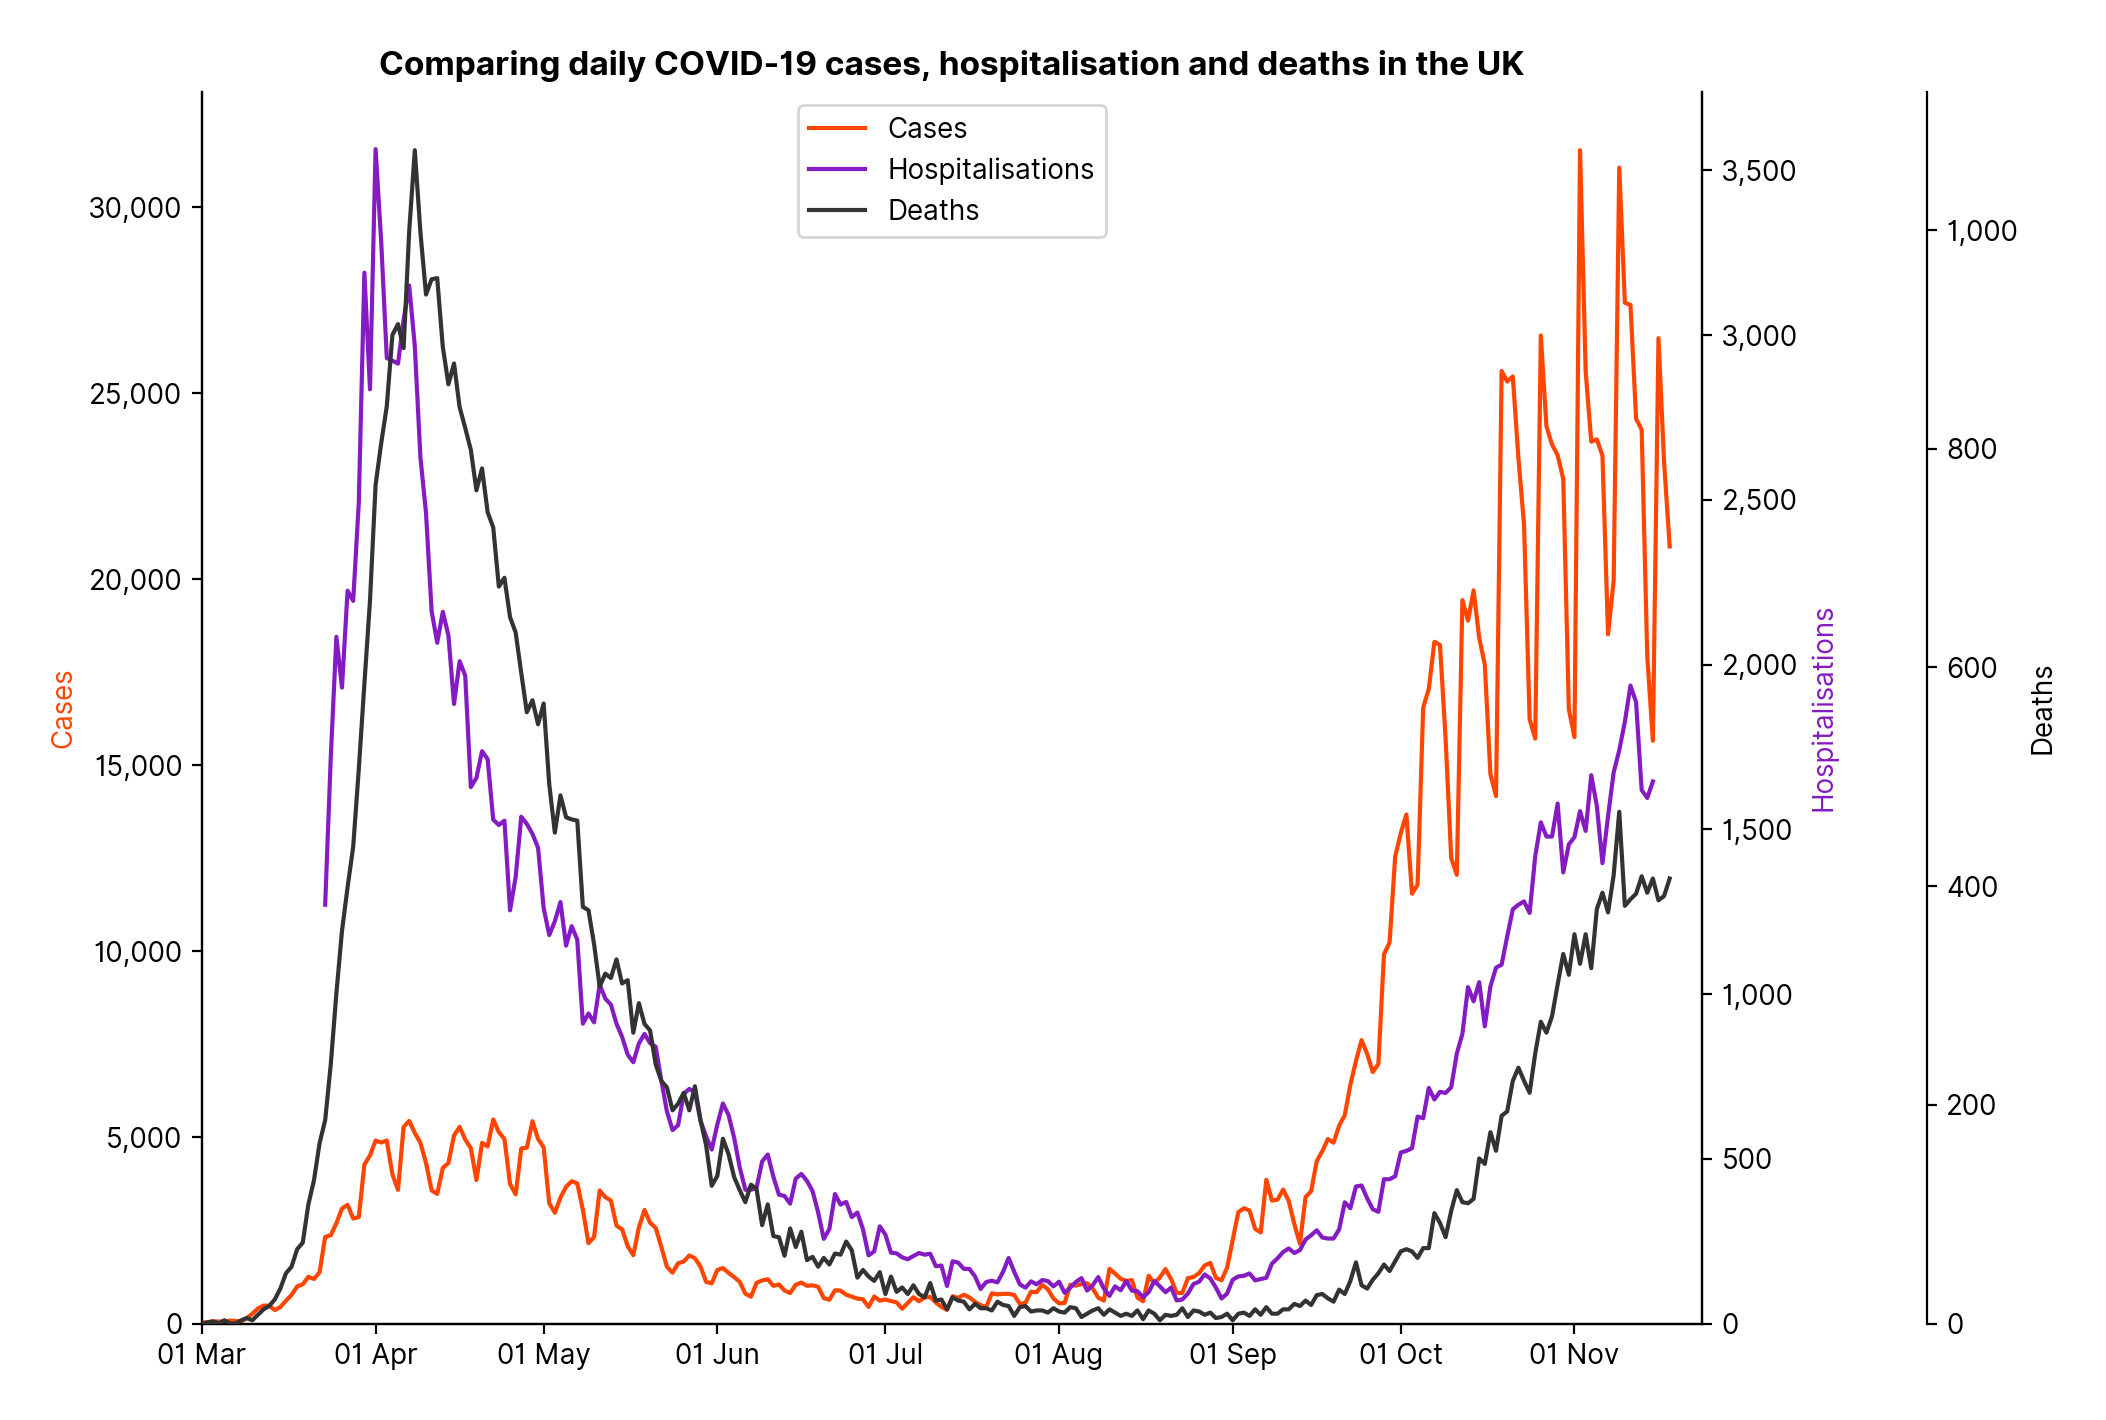 Comparing daily COVID-19 cases, hospitalisation and deaths in the UK
Cases
Hospitalisations
Deaths
30,000
25,000
20,000
15,000
10,000
5,000
0
Cases
3,500
3,000
2,500
2,000
1,500
1,000
500
0
Hospitalisations
1,000
800
600
400
200
0
Deaths
01 Mar
01 Apr
01 May
01 Jun
01 Jul
01 Aug
01 Sep
01 Oct
01 Nov